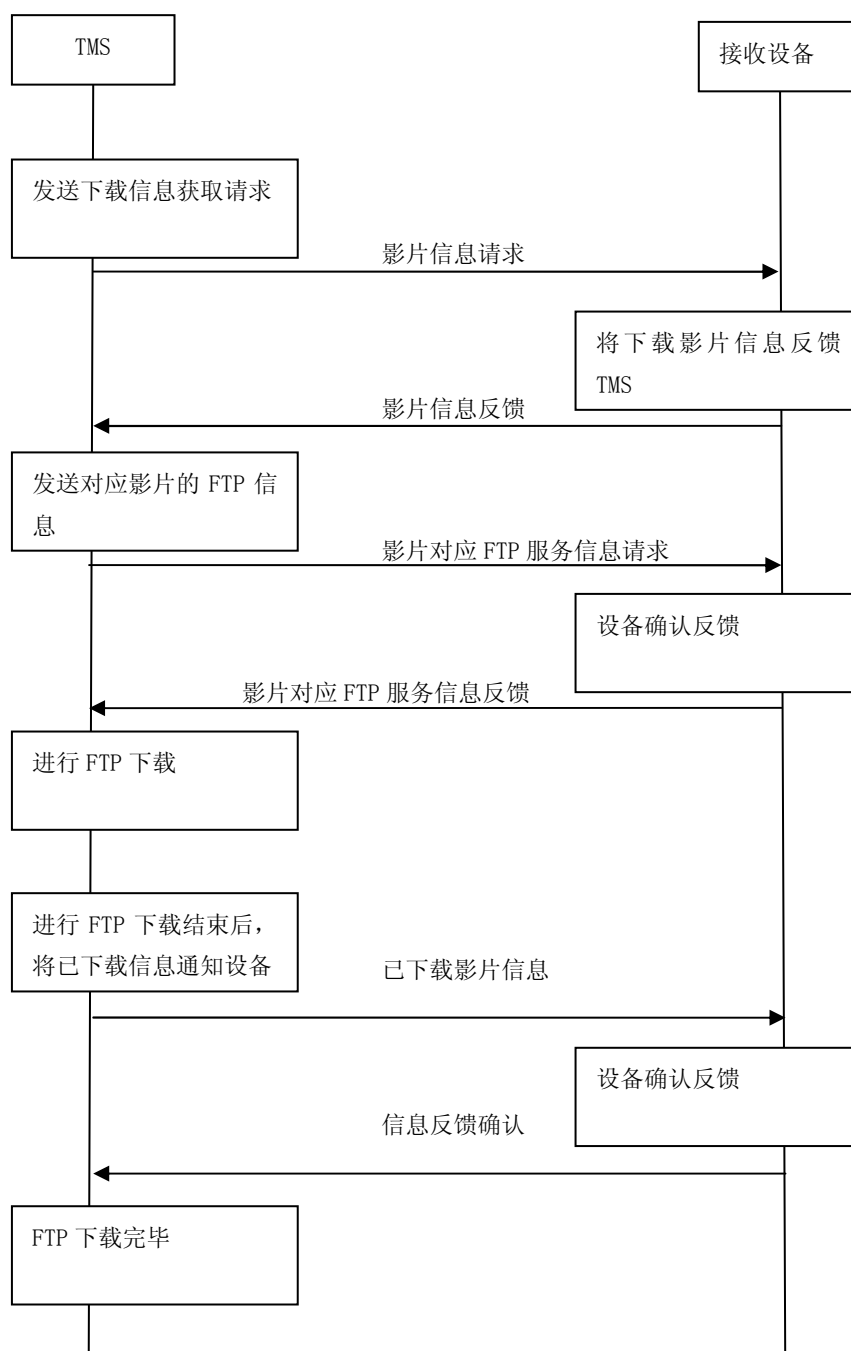 TMS
接收设备
发送下载信息获取请求
影片信息请求
将下载影片信息反馈
TMS
影片信息反馈
发送对应影片的 FTP 信
息
影片对应 FTP 服务信息请求
设备确认反馈
影片对应 FTP 服务信息反馈
进行 FTP 下载
进行 FTP 下载结束后，
将已下载信息通知设备
已下载影片信息
设备确认反馈
信息反馈确认
FTP 下载完毕